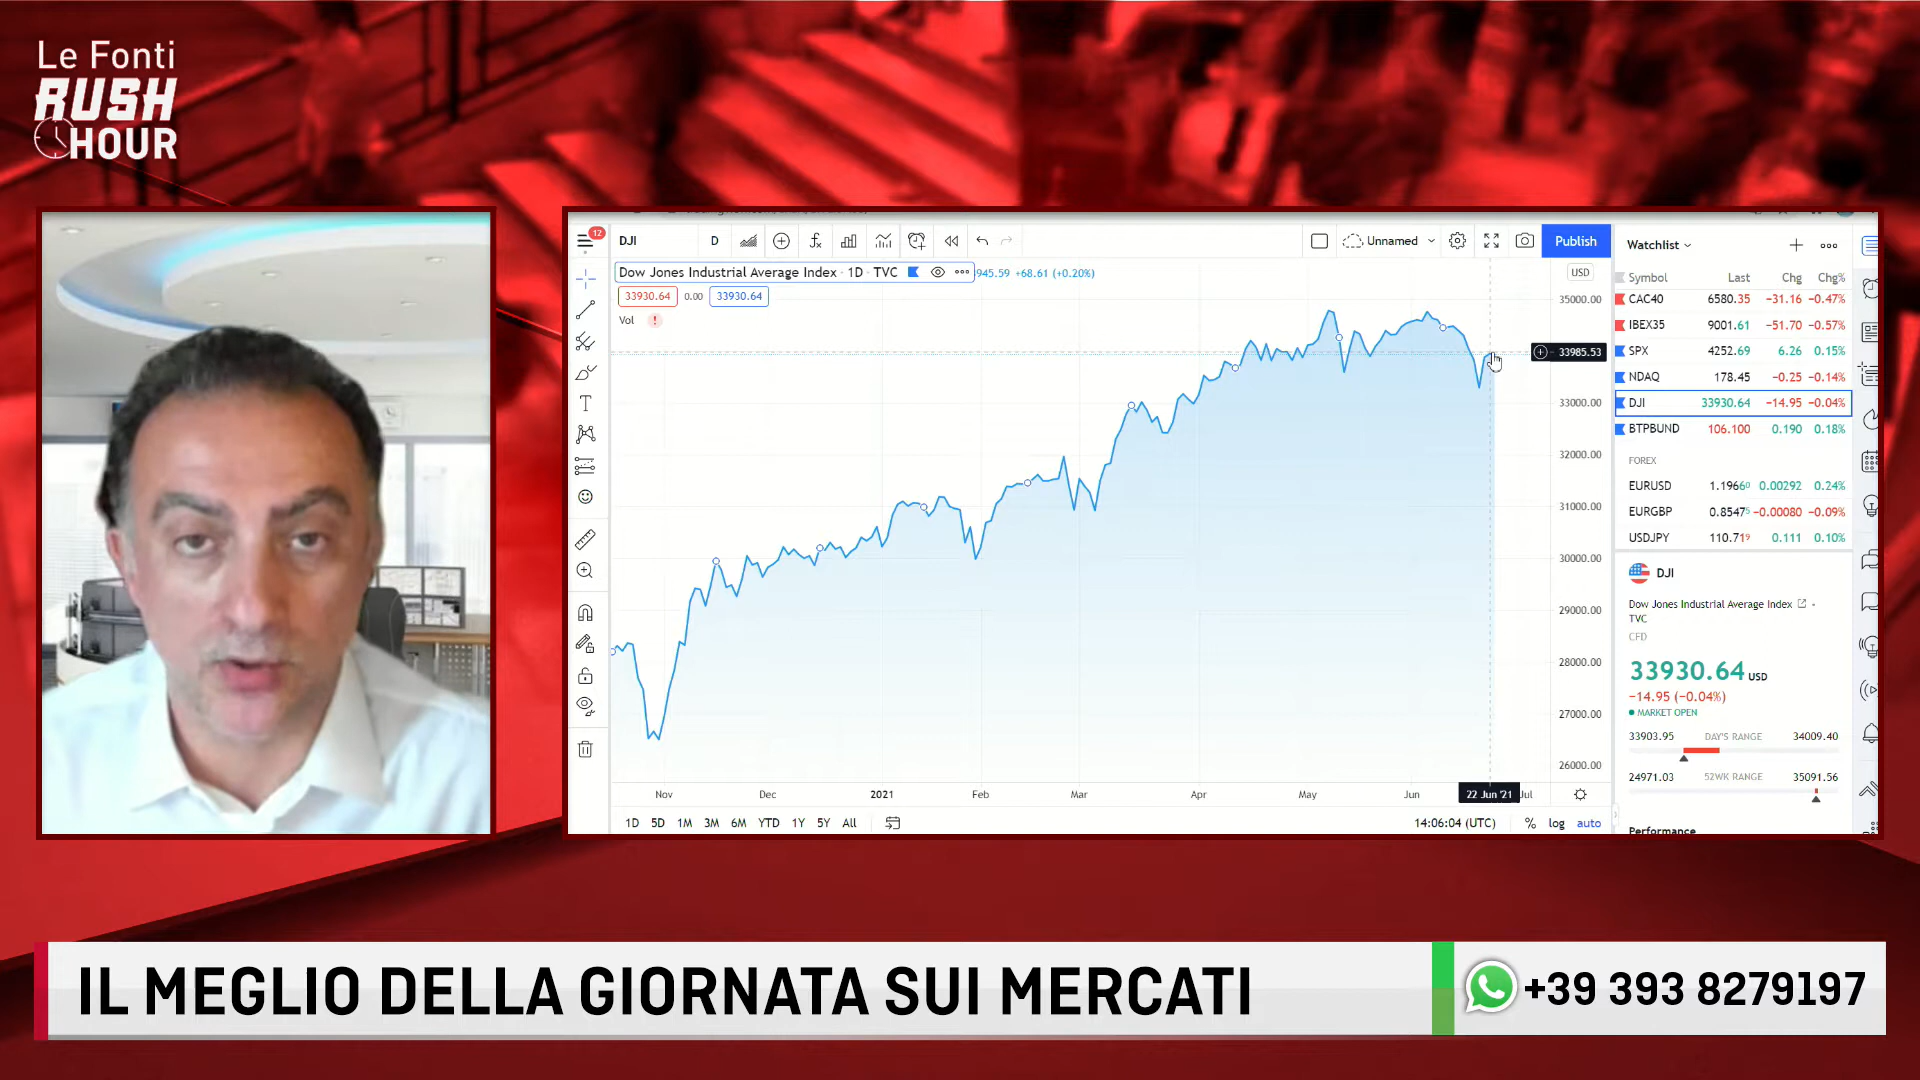 Le Fonti
RUSH
HOUR
12
DJI
D
Unnamed
Publish
Dow Jones Industrial Average Index · 1D · TVC
945.59 +68.61 (+0.20%)
33930.64 0.00 33930.64
Vol
USD
35000.00
33985.53
33000.00
32000.00
31000.00
30000.00
29000.00
28000.00
27000.00
26000.00
Nov Dec 2021 Feb Mar Apr May Jun 22 Jun '21 Jul
1D 5D 1M 3M 6M YTD 1Y 5Y All
14:06:04 (UTC) % log auto
Watchlist
Symbol Last Chg Chg%
CAC40 6580.35 −31.16 −0.47%
IBEX35 9001.61 −51.70 −0.57%
SPX 4252.69 6.26 0.15%
NDAQ 178.45 −0.25 −0.14%
DJI 33930.64 −14.95 −0.04%
BTPBUND 106.100 0.190 0.18%
FOREX
EURUSD 1.19660 0.00292 0.24%
EURGBP 0.85475 −0.00080 −0.09%
USDJPY 110.719 0.111 0.10%
DJI
Dow Jones Industrial Average Index
TVC
CFD
33930.64 USD
−14.95 (−0.04%)
MARKET OPEN
33903.95 DAY'S RANGE 34009.40
24971.03 52WK RANGE 35091.56
Performance
IL MEGLIO DELLA GIORNATA SUI MERCATI
+39 393 8279197